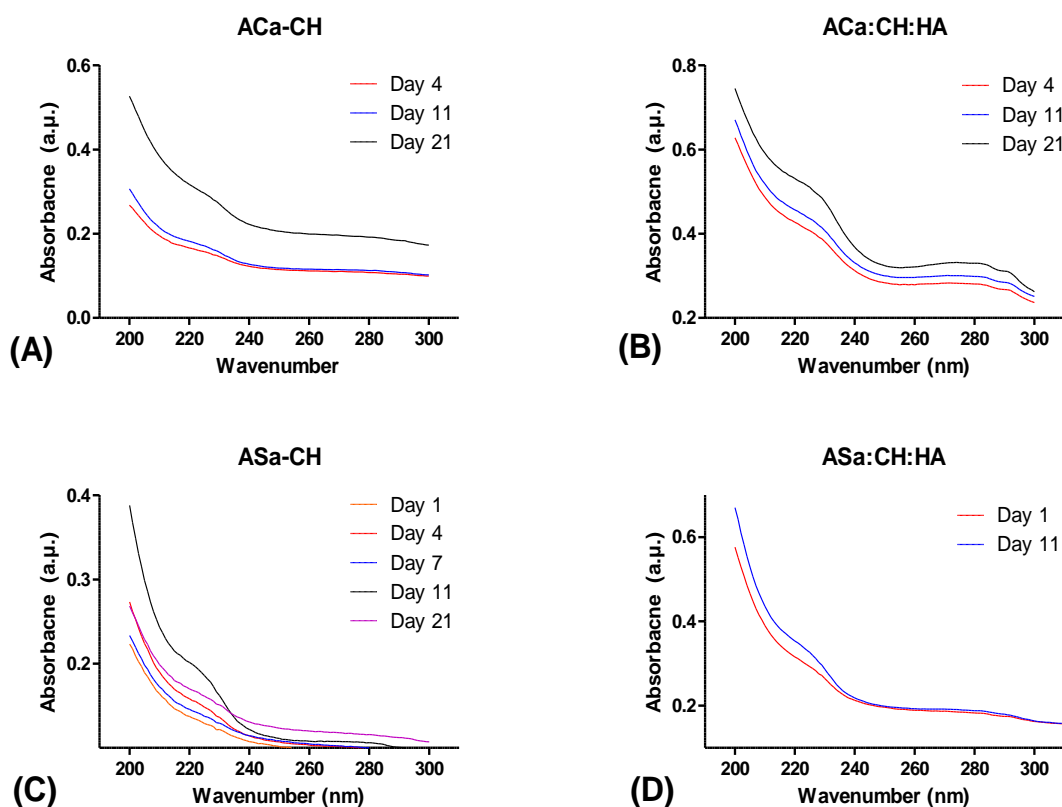 ACa-CH
0.6
0.4
0.2
0.0
Absorbacne (a.μ.)
Day 4
Day 11
Day 21
200 220 240 260 280 300
Wavenumber
(A)
ACa:CH:HA
0.8
0.6
0.4
0.2
Absorbacne (a.μ.)
Day 4
Day 11
Day 21
200 220 240 260 280 300
Wavenumber (nm)
(B)
ASa-CH
0.4
0.3
0.2
Absorbacne (a.μ.)
Day 1
Day 4
Day 7
Day 11
Day 21
200 220 240 260 280 300
Wavenumber (nm)
(C)
ASa:CH:HA
0.6
0.4
0.2
Absorbacne (a.μ.)
Day 1
Day 11
200 220 240 260 280 300
Wavenumber (nm)
(D)